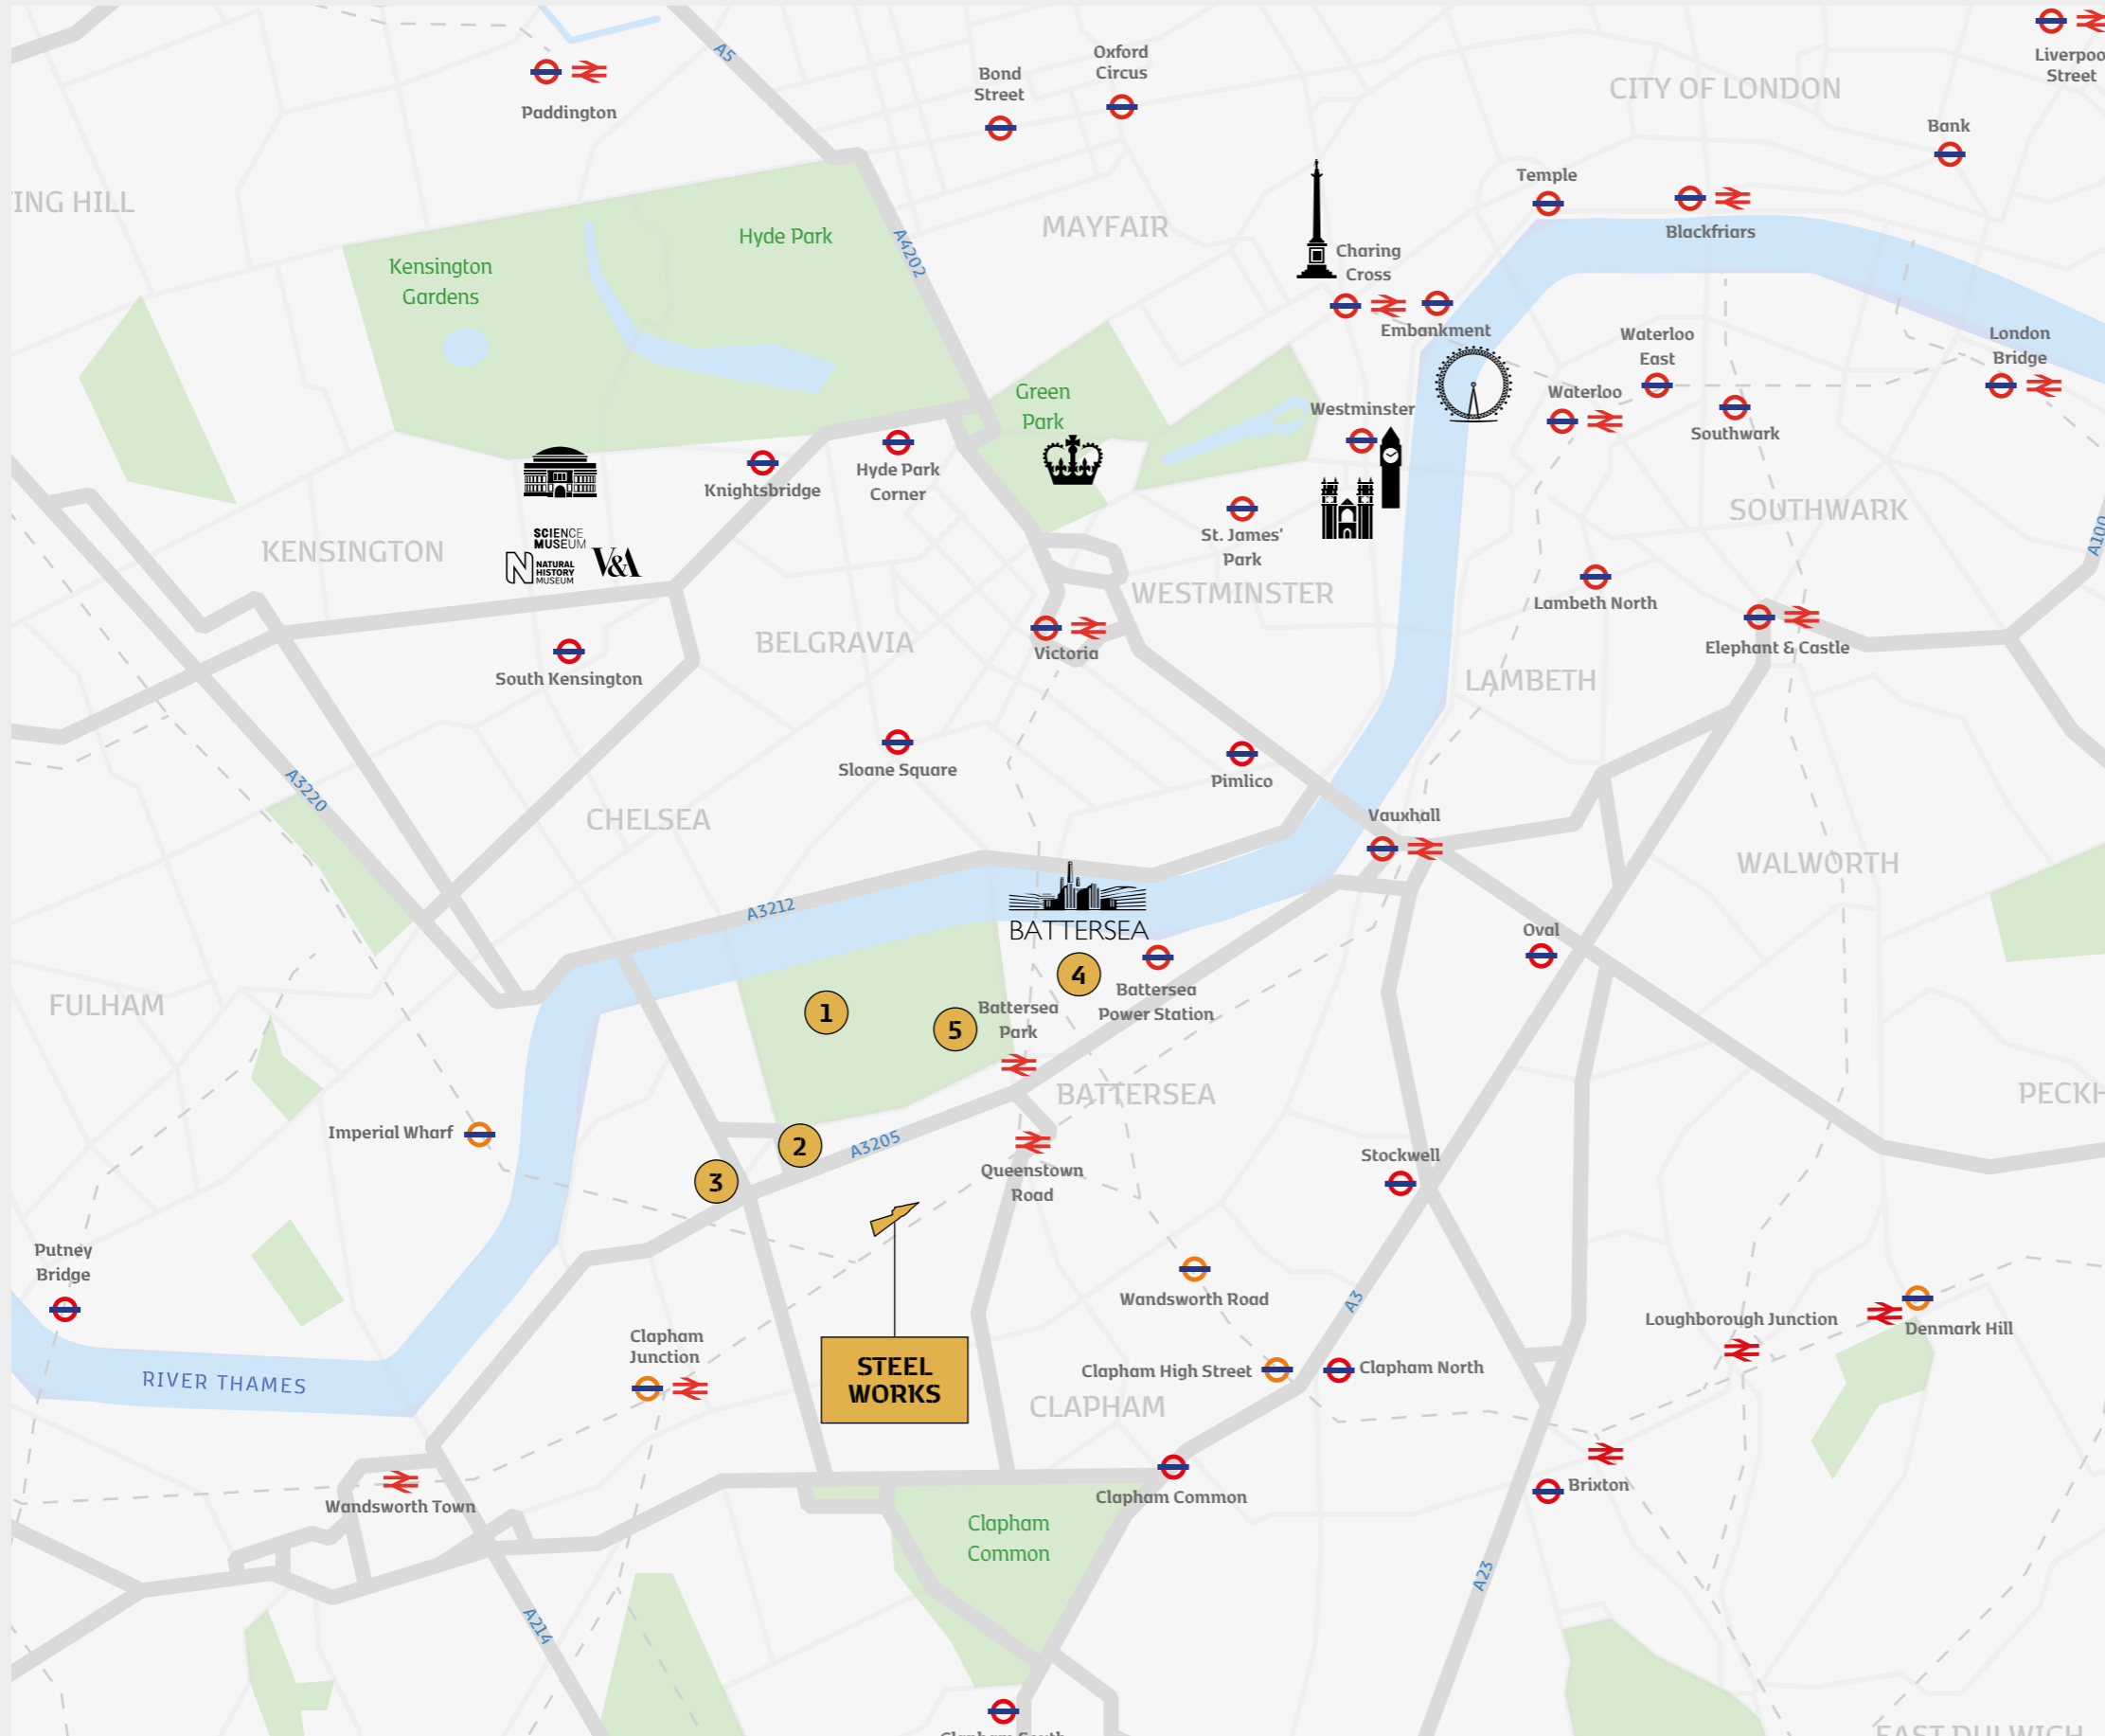 A5
Paddington
Bond
Street
Oxford
Circus
CITY OF LONDON
Liverpoo
Street
Bank
ING HILL
Hyde Park
A4202
MAYFAIR
Temple
Blackfriars
Kensington
Gardens
Charing
Cross
Embankment
Waterloo
East
London
Bridge
Green
Park
Westminster
Waterloo
Southwark
Knightsbridge
Hyde Park
Corner
SOUTHWARK
A100
KENSINGTON
SCIENCE
MUSEUM
N
NATURAL
HISTORY
MUSEUM
V&A
St. James'
Park
WESTMINSTER
Lambeth North
Elephant & Castle
BELGRAVIA
Victoria
South Kensington
LAMBETH
Sloane Square
Pimlico
A3220
CHELSEA
Vauxhall
WALWORTH
A3212
BATTERSEA
Oval
4
Battersea
Power Station
FULHAM
1
5
Battersea
Park
BATTERSEA
PECKH
Imperial Wharf
2
A3205
3
Queenstown
Road
Stockwell
Putney
Bridge
Wandsworth Road
A3
Loughborough Junction
Denmark Hill
Clapham
Junction
STEEL
WORKS
Clapham High Street
Clapham North
RIVER THAMES
CLAPHAM
Wandsworth Town
Clapham Common
Brixton
Clapham
Common
A23
A214
Clapham South
EAST DULWICH